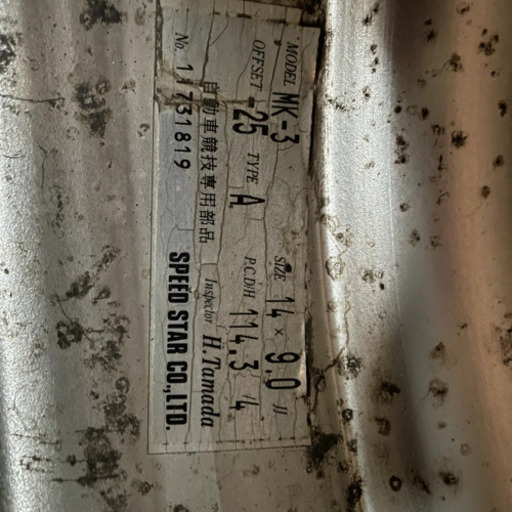 MODEL MK-3 SIZE 14 × 9.0 JJ
OFFSET -25 TYPE A P.C.D/H 114.3 4
自動車競技専用部品 Inspector H.Tamada
No. 11731819 SPEED STAR CO.,LTD.